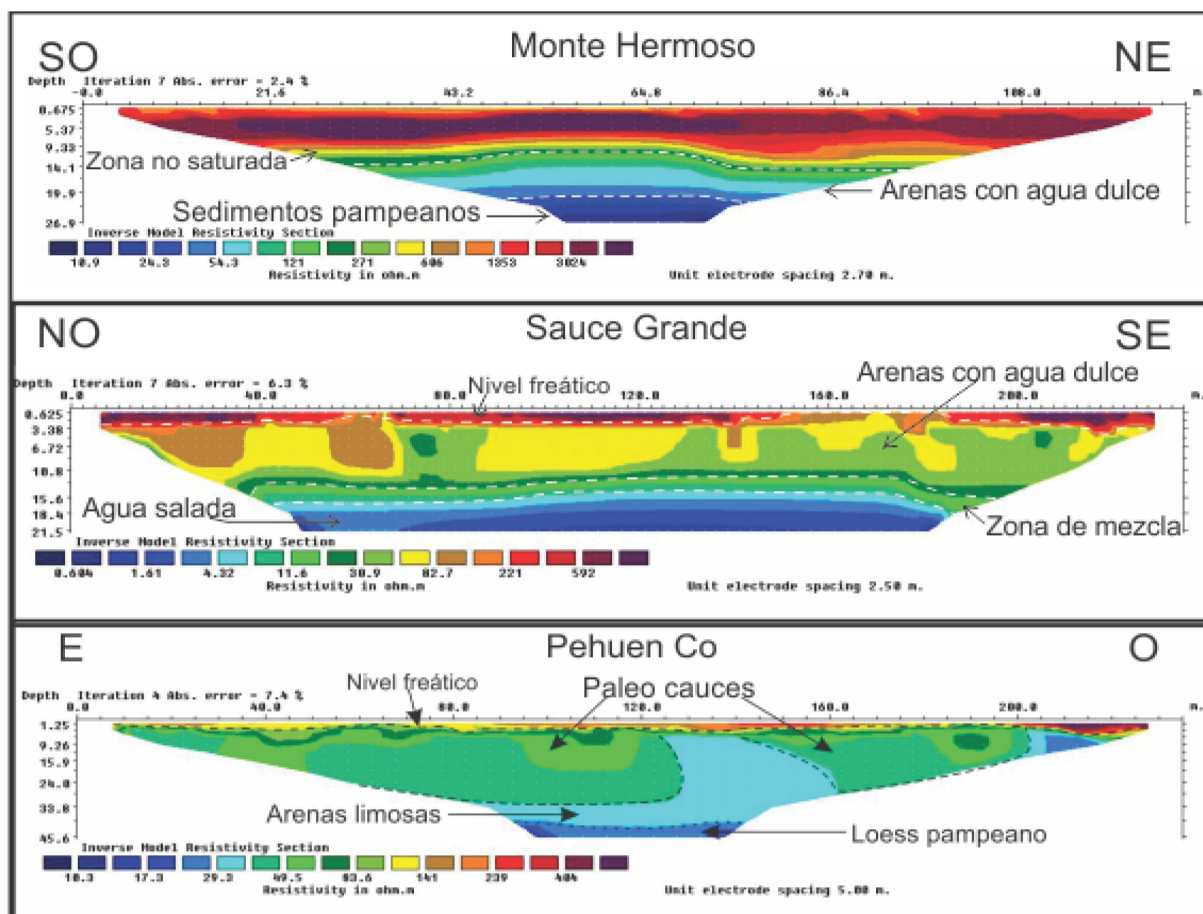 Monte Hermoso
SO NE
Depth Iteration 7 Abs. error = 2.4 %
-0.0 21.6 43.2 64.8 86.4 108.0 m.
0.675
5.37
9.33
14.1
19.9
26.9
Zona no saturada
Arenas con agua dulce
Sedimentos pampeanos
Inverse Model Resistivity Section
10.9 24.3 54.3 121 271 606 1353 3024
Resistivity in ohm.m Unit electrode spacing 2.70 m.
Sauce Grande
NO SE
Depth Iteration 7 Abs. error = 6.3 %
0.0 40.0 80.0 120.0 160.0 200.0 m.
0.625
3.38
6.72
10.8
15.6
18.4
21.5
Nivel freático
Arenas con agua dulce
Agua salada
Zona de mezcla
Inverse Model Resistivity Section
0.604 1.61 4.32 11.6 30.9 82.7 221 592
Resistivity in ohm.m Unit electrode spacing 2.50 m.
Pehuen Co
E O
Depth Iteration 4 Abs. error = 7.4 %
0.0 40.0 80.0 120.0 160.0 200.0 m.
1.25
9.26
15.9
24.0
33.8
45.6
Nivel freático
Paleo cauces
Arenas limosas
Loess pampeano
Inverse Model Resistivity Section
10.3 17.3 29.3 49.5 83.6 141 239 404
Resistivity in ohm.m Unit electrode spacing 5.00 m.